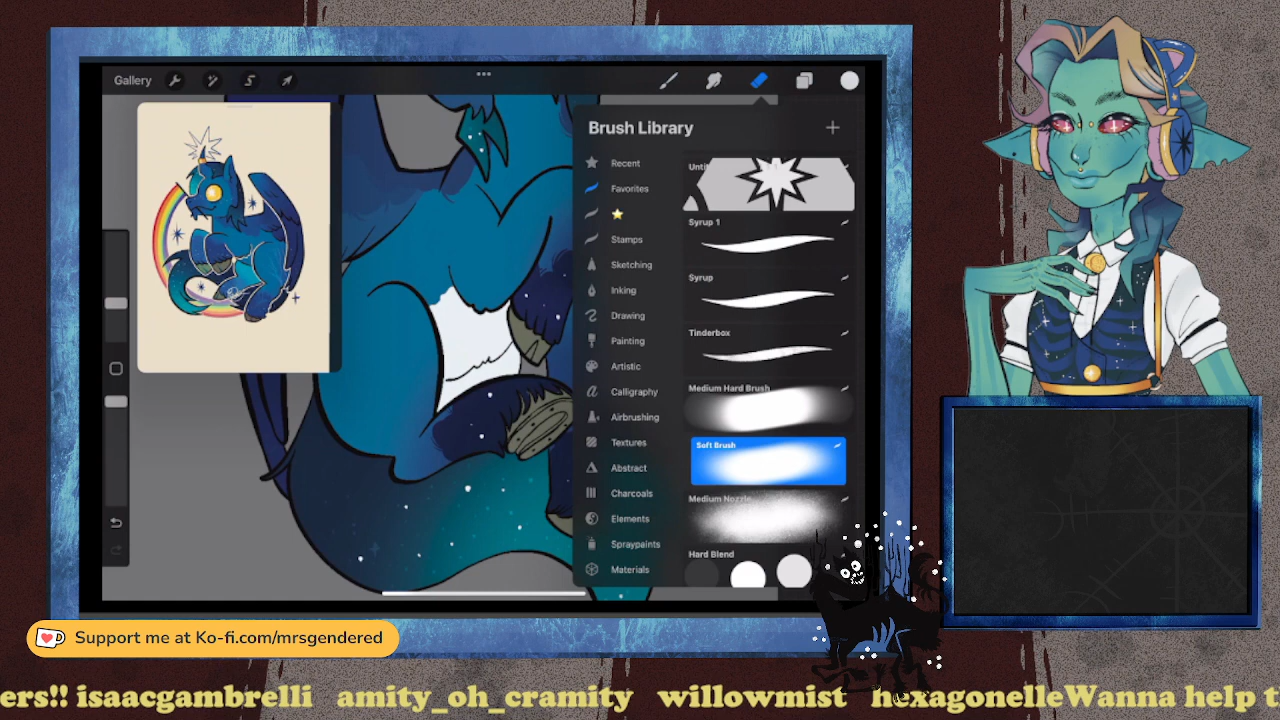 Gallery
Brush Library
Recent
Favorites
Stamps
Sketching
Inking
Drawing
Painting
Artistic
Calligraphy
Airbrushing
Textures
Abstract
Charcoals
Elements
Spraypaints
Materials
Syrup 1
Syrup
Tinderbox
Medium Hard Brush
Soft Brush
Medium Nozzle
Hard Blend
Support me at Ko-fi.com/mrsgendered
ers!! isaacgambrelli amity_oh_cramity willowmist hexagonelleWanna help t